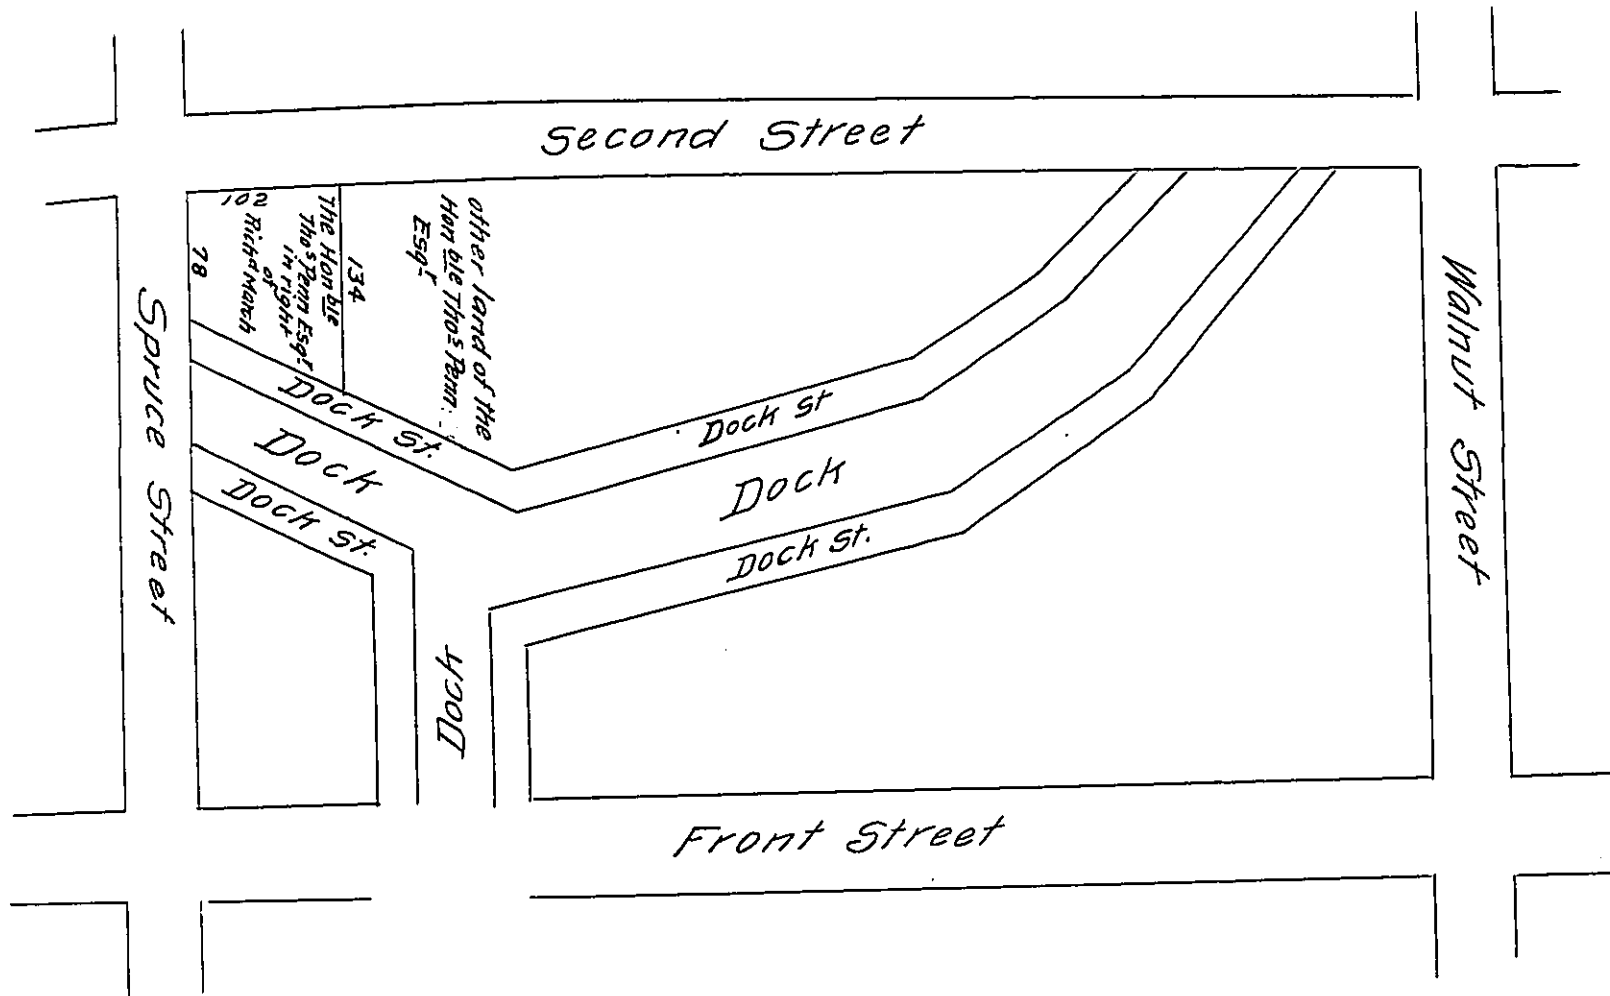 Second Street
102
78
The Honble
Thos Penn Esqr
in right
of
Richd March
134
other land of the
Honble Thos Penn
Esqr
Spruce Street
Walnut Street
Dock St.
Dock
Dock St.
Dock St
Dock
Dock St.
Dock
Front Street